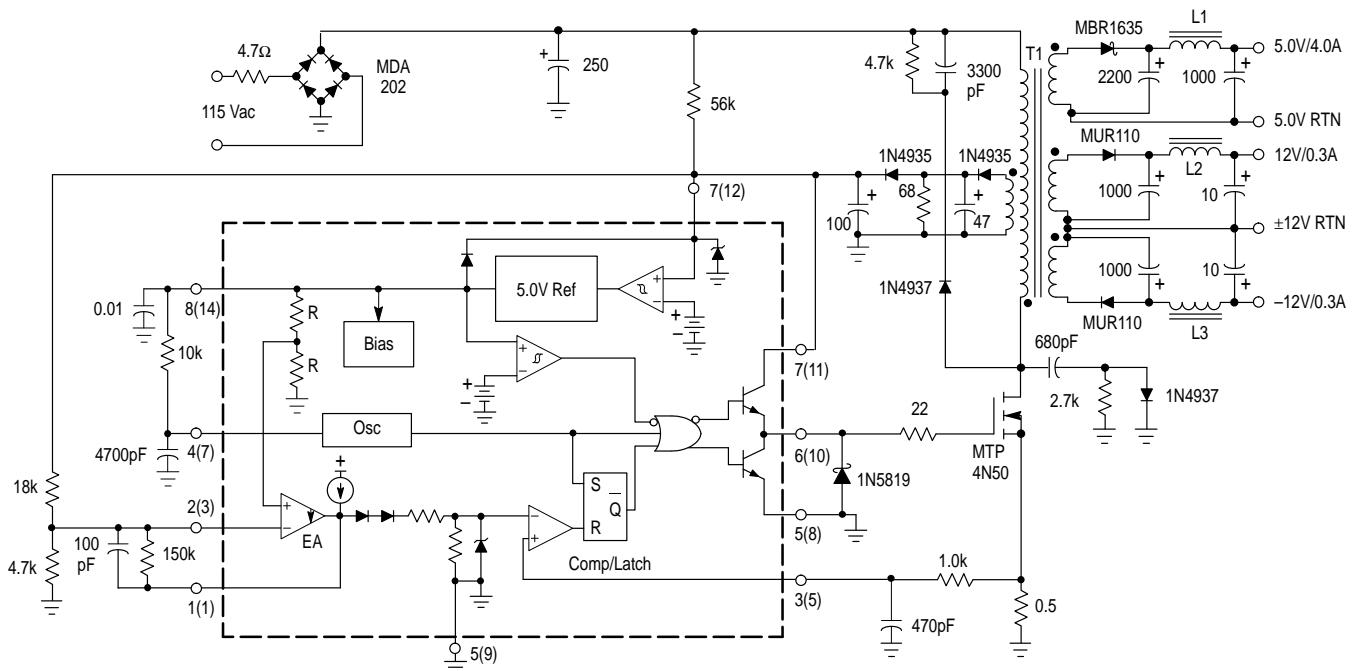 4.7Ω
MDA
202
115 Vac
+
250
56k
4.7k
3300
pF
T1
MBR1635
L1
5.0V/4.0A
2200
+
1000
+
5.0V RTN
MUR110
L2
12V/0.3A
1000
+
10
+
±12V RTN
1000
+
10
+
–12V/0.3A
MUR110
L3
1N4935
1N4935
68
+
100
+
47
7(12)
1N4937
680pF
2.7k
1N4937
0.01
8(14)
R
R
Bias
5.0V Ref
+
–
+
–
+
–
+
–
7(11)
10k
Osc
4(7)
4700pF
22
6(10)
MTP
4N50
1N5819
5(8)
18k
+
2(3)
+
–
EA
S
Q
R
–
+
Comp/Latch
100
pF
150k
4.7k
1(1)
1.0k
3(5)
470pF
0.5
5(9)